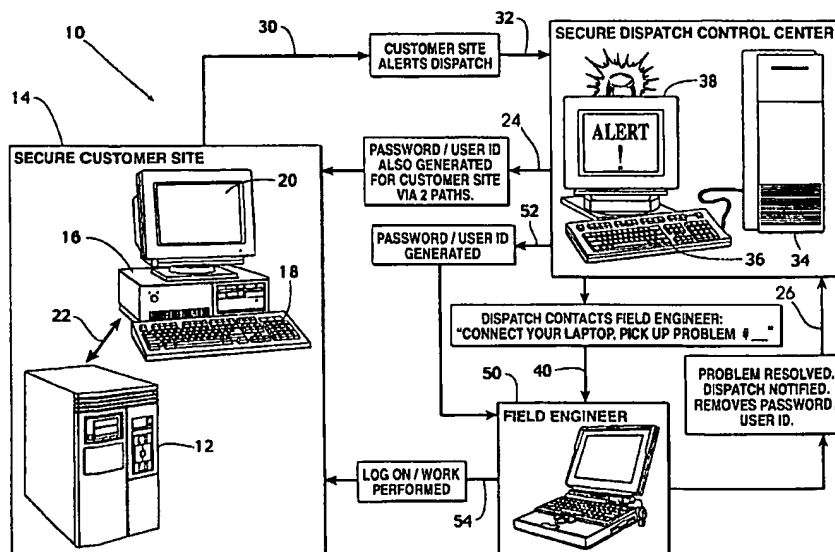 10
30
CUSTOMER SITE
ALERTS DISPATCH
32
SECURE DISPATCH CONTROL CENTER
38
ALERT
!
34
36
14
SECURE CUSTOMER SITE
20
16
18
22
12
PASSWORD / USER ID
ALSO GENERATED
FOR CUSTOMER SITE
VIA 2 PATHS.
24
PASSWORD / USER ID
GENERATED
52
DISPATCH CONTACTS FIELD ENGINEER:
"CONNECT YOUR LAPTOP, PICK UP PROBLEM #__"
26
40
50
FIELD ENGINEER
PROBLEM RESOLVED.
DISPATCH NOTIFIED.
REMOVES PASSWORD
USER ID.
LOG ON / WORK
PERFORMED
54